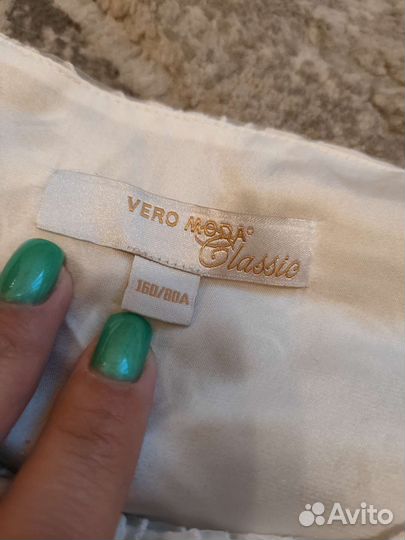 VERO MODA®
Classic
160/80A
Avito